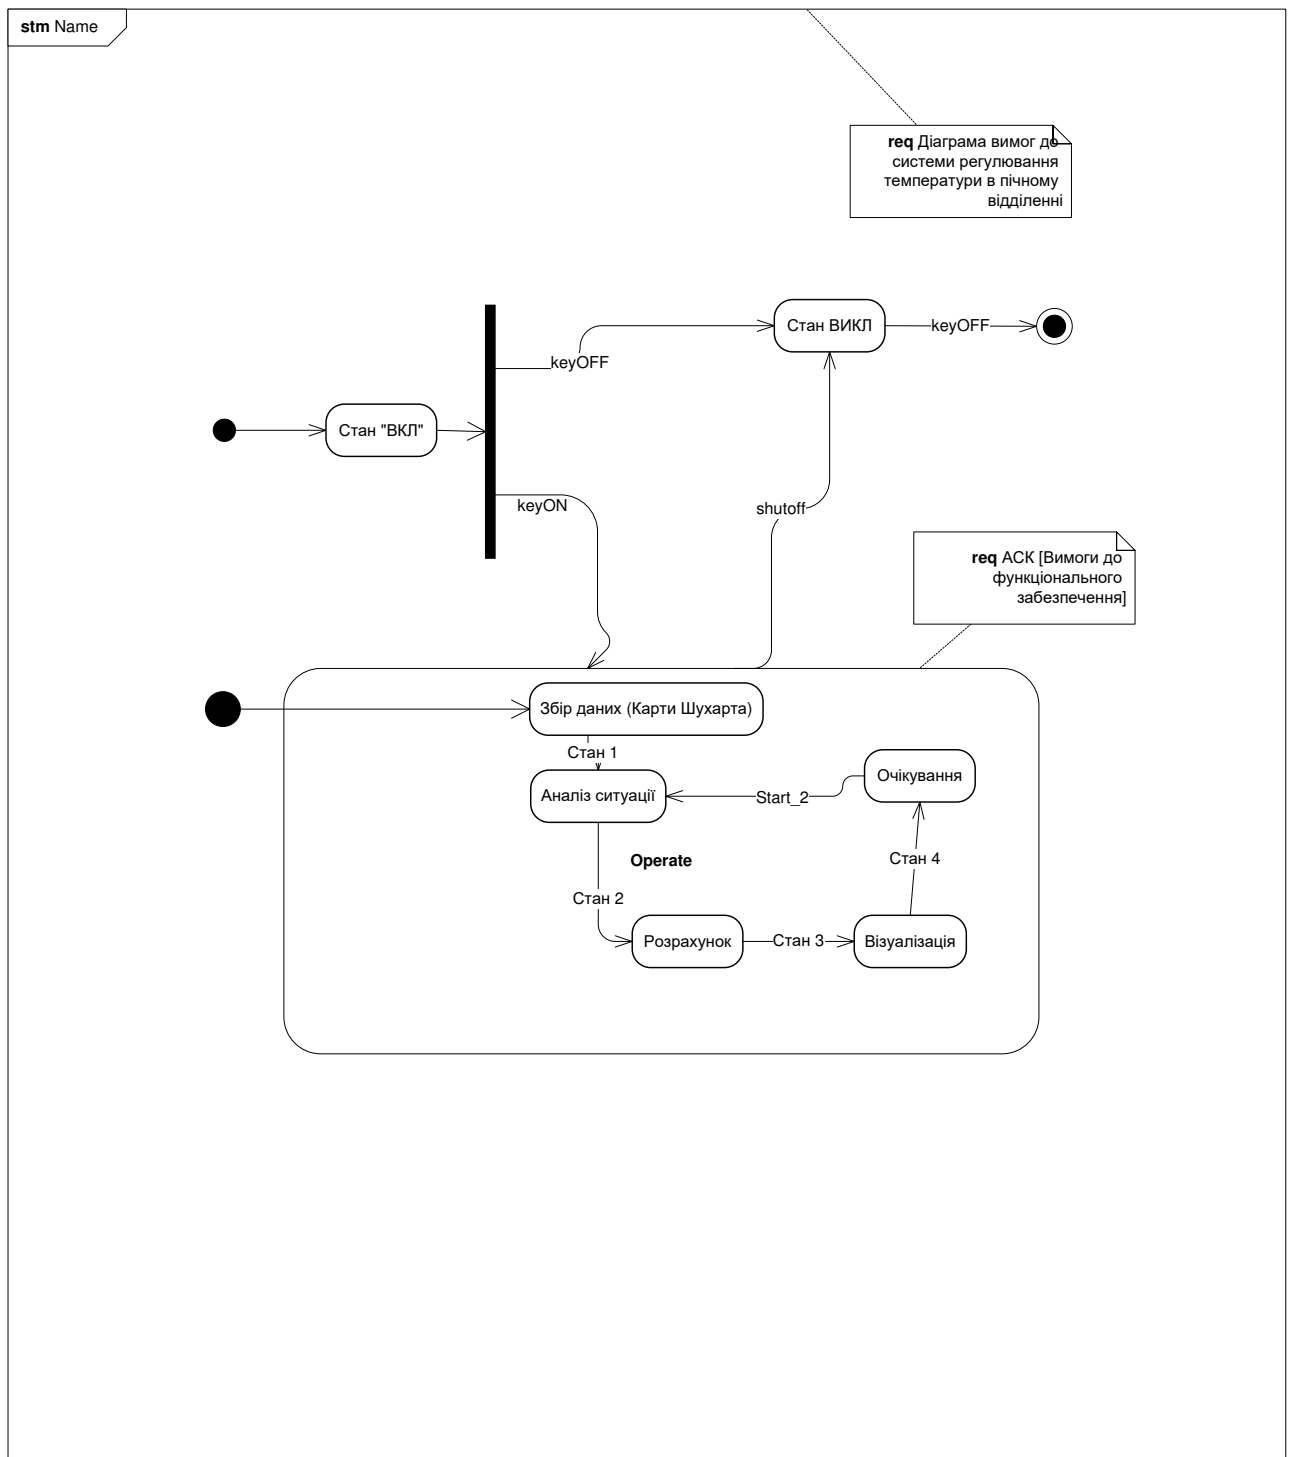 stm Name
req Діаграма вимог до
системи регулювання
температури в пічному
відділенні
Стан ВИКЛ
keyOFF
keyOFF
Стан "ВКЛ"
keyON
shutoff
req АСК [Вимоги до
функціонального
забезпечення]
Збір даних (Карти Шухарта)
Стан 1
Очікування
Аналіз ситуації
Start_2
Operate
Стан 4
Стан 2
Розрахунок
Стан 3
Візуалізація